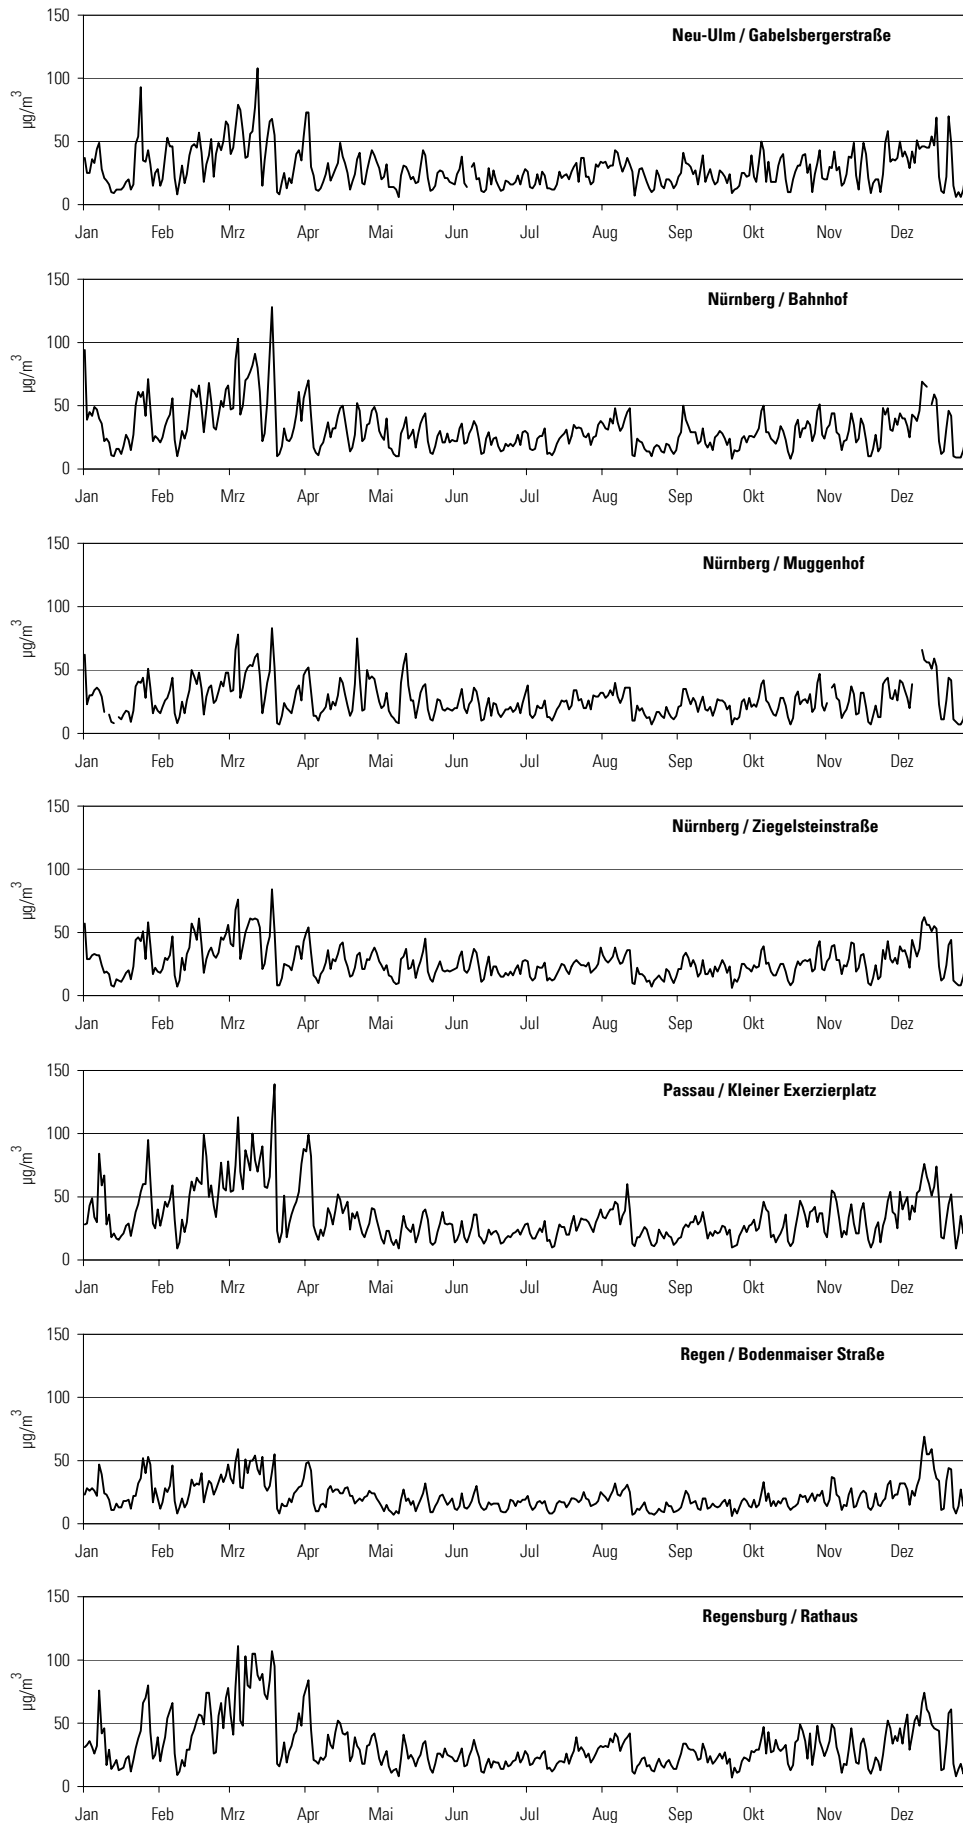 150
Neu-Ulm / Gabelsbergerstraße
100
µg/m³
50
0
Jan Feb Mrz Apr Mai Jun Jul Aug Sep Okt Nov Dez
150
Nürnberg / Bahnhof
100
µg/m³
50
0
Jan Feb Mrz Apr Mai Jun Jul Aug Sep Okt Nov Dez
150
Nürnberg / Muggenhof
100
µg/m³
50
0
Jan Feb Mrz Apr Mai Jun Jul Aug Sep Okt Nov Dez
150
Nürnberg / Ziegelsteinstraße
100
µg/m³
50
0
Jan Feb Mrz Apr Mai Jun Jul Aug Sep Okt Nov Dez
150
Passau / Kleiner Exerzierplatz
100
µg/m³
50
0
Jan Feb Mrz Apr Mai Jun Jul Aug Sep Okt Nov Dez
150
Regen / Bodenmaiser Straße
100
µg/m³
50
0
Jan Feb Mrz Apr Mai Jun Jul Aug Sep Okt Nov Dez
150
Regensburg / Rathaus
100
µg/m³
50
0
Jan Feb Mrz Apr Mai Jun Jul Aug Sep Okt Nov Dez